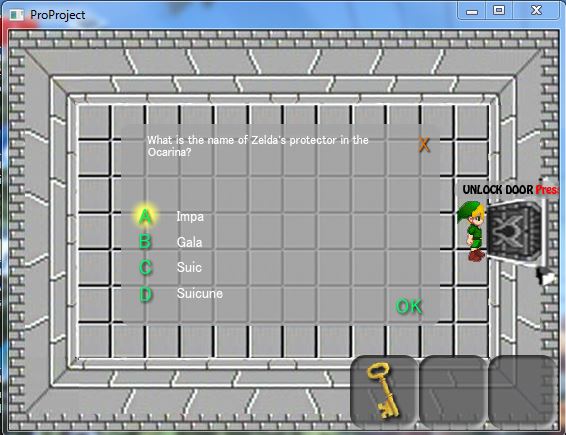 ProProject
What is the name of Zelda's protector in the
Ocarina?
X
UNLOCK DOOR Press
A Impa
B Gala
C Suic
D Suicune
OK